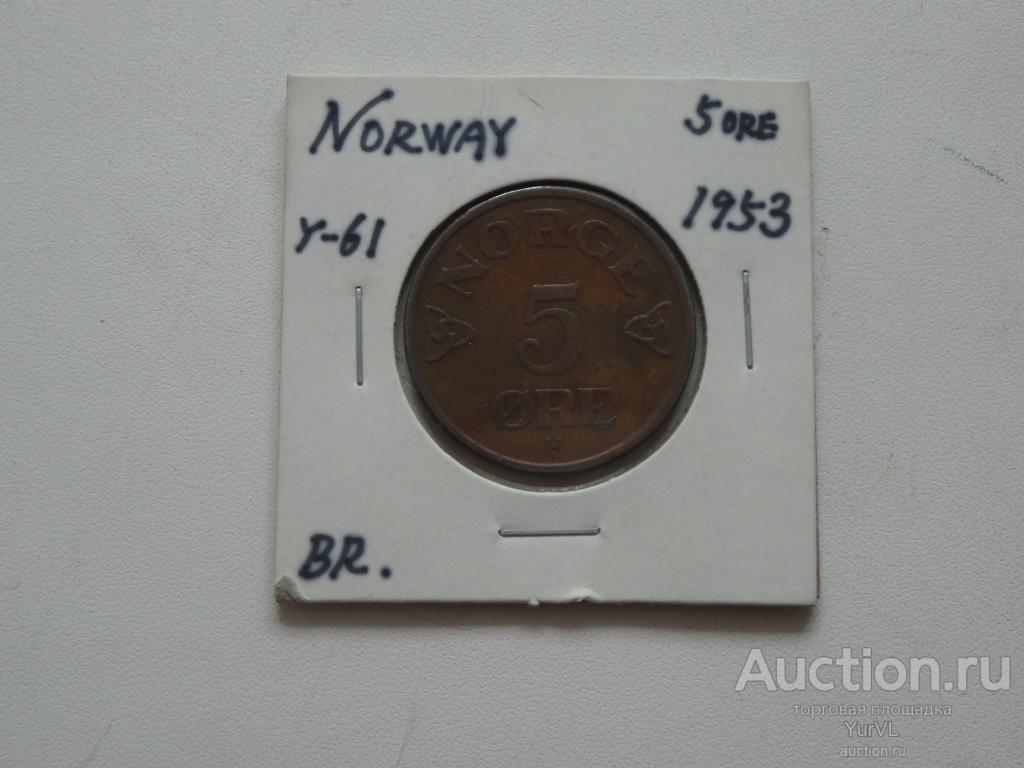 NORWAY 5 ORE
Y-61 1953
NORGE
5
ØRE
BR.
Auction.ru
торговая площадка
YurVL
auction.ru